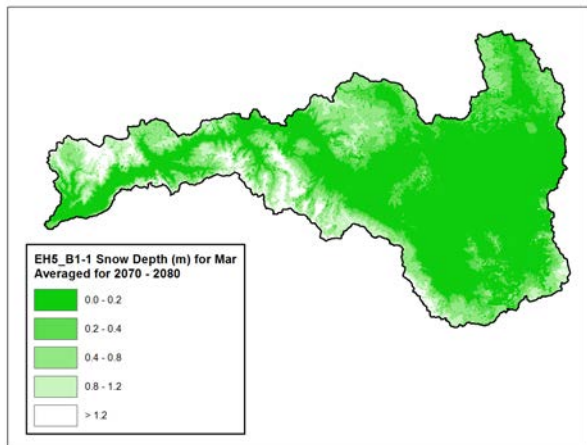 EH5_B1-1 Snow Depth (m) for Mar
Averaged for 2070 - 2080
0.0 - 0.2
0.2 - 0.4
0.4 - 0.8
0.8 - 1.2
> 1.2